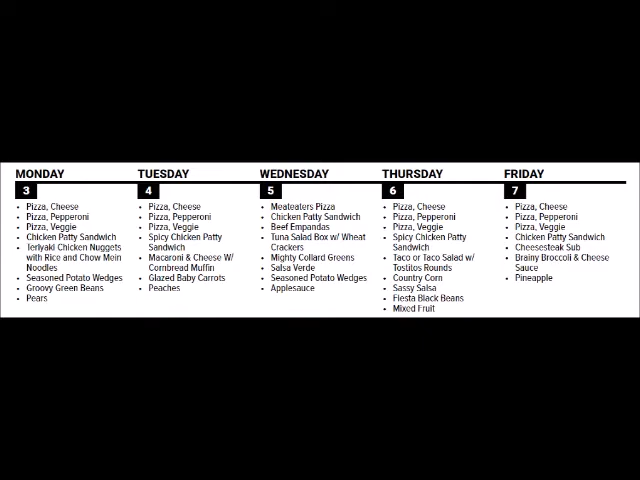 MONDAY
3
• Pizza, Cheese
• Pizza, Pepperoni
• Pizza, Veggie
• Chicken Patty Sandwich
• Teriyaki Chicken Nuggets
with Rice and Chow Mein
Noodles
• Seasoned Potato Wedges
• Groovy Green Beans
• Pears
TUESDAY
4
• Pizza, Cheese
• Pizza, Pepperoni
• Pizza, Veggie
• Spicy Chicken Patty
Sandwich
• Macaroni & Cheese W/
Cornbread Muffin
• Glazed Baby Carrots
• Peaches
WEDNESDAY
5
• Meateaters Pizza
• Chicken Patty Sandwich
• Beef Empandas
• Tuna Salad Box w/ Wheat
Crackers
• Mighty Collard Greens
• Salsa Verde
• Seasoned Potato Wedges
• Applesauce
THURSDAY
6
• Pizza, Cheese
• Pizza, Pepperoni
• Pizza, Veggie
• Spicy Chicken Patty
Sandwich
• Taco or Taco Salad w/
Tostitos Rounds
• Country Corn
• Sassy Salsa
• Fiesta Black Beans
• Mixed Fruit
FRIDAY
7
• Pizza, Cheese
• Pizza, Pepperoni
• Pizza, Veggie
Chicken Patty Sandwich
• Cheesesteak Sub
• Brainy Broccoli & Cheese
Sauce
• Pineapple